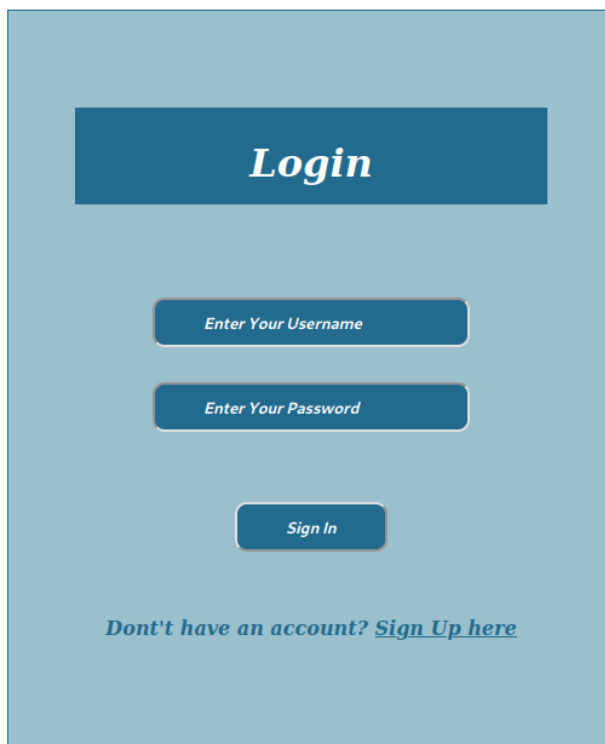 Login
Enter Your Username
Enter Your Password
Sign In
Dont't have an account? Sign Up here